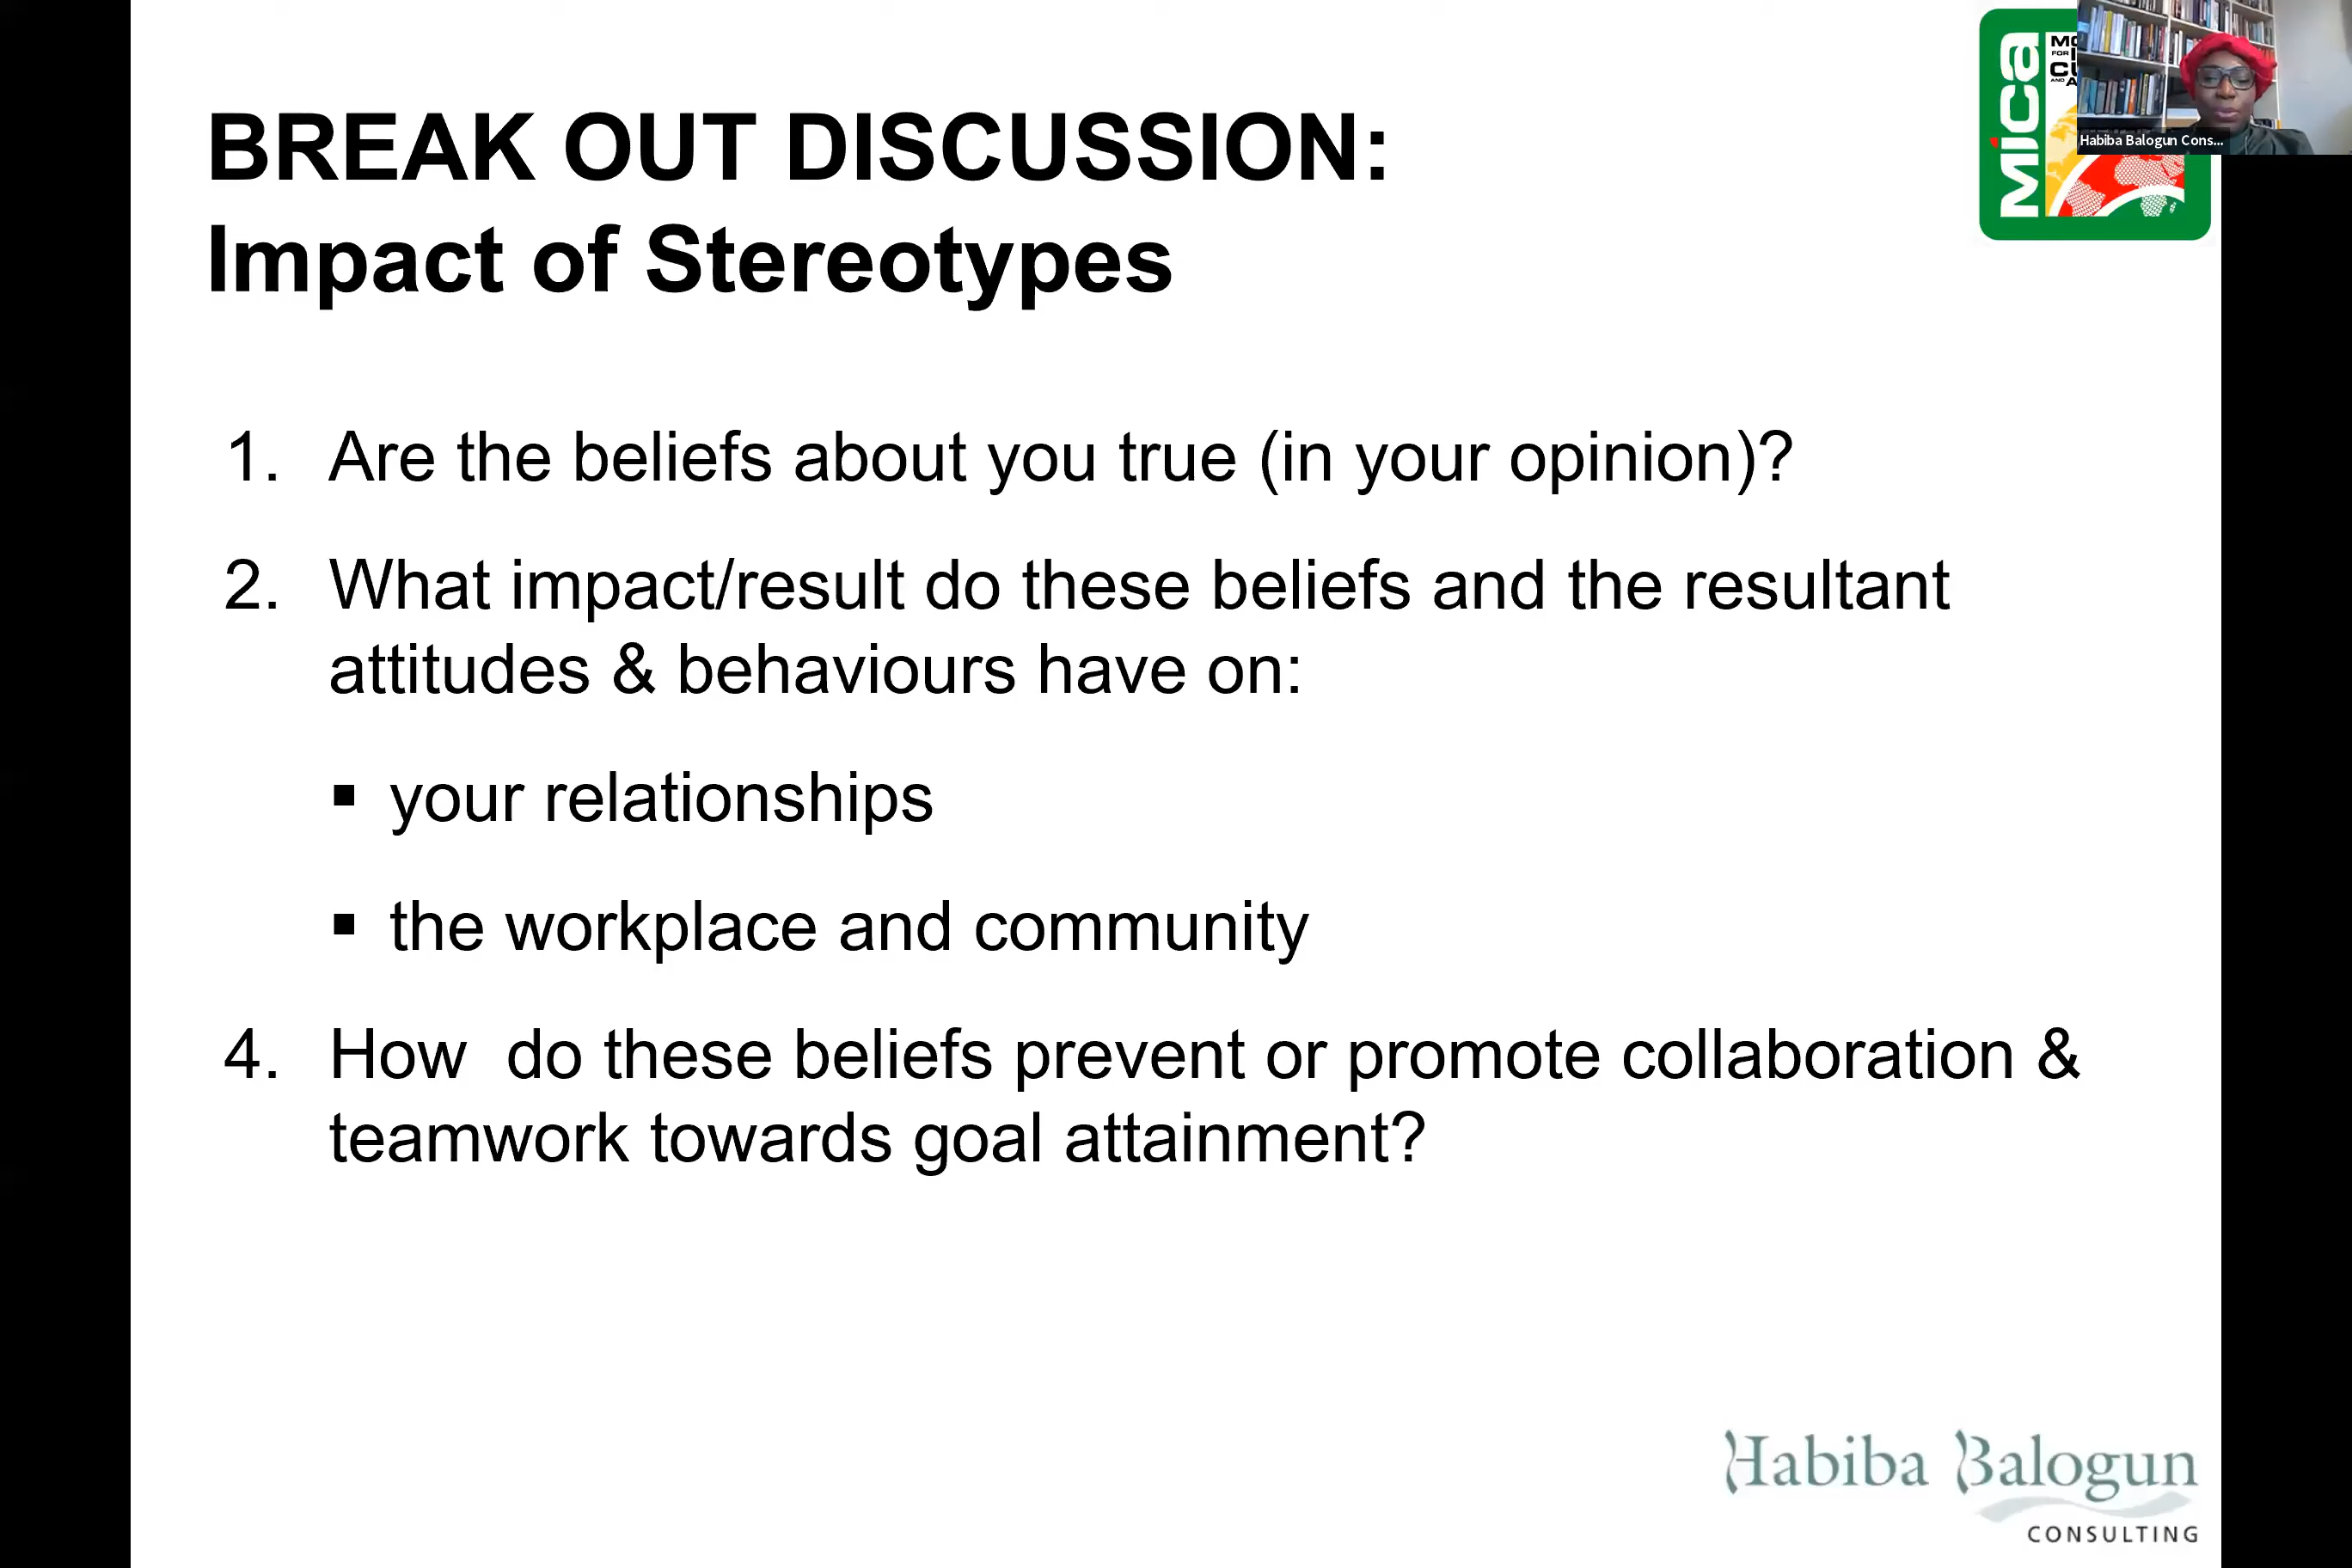 BREAK OUT DISCUSSION:
Impact of Stereotypes
1. Are the beliefs about you true (in your opinion)?
2. What impact/result do these beliefs and the resultant
attitudes & behaviours have on:
▪ your relationships
▪ the workplace and community
4. How do these beliefs prevent or promote collaboration &
teamwork towards goal attainment?
mica
FOR
AND
Habiba Balogun Cons...
Habiba Balogun
CONSULTING